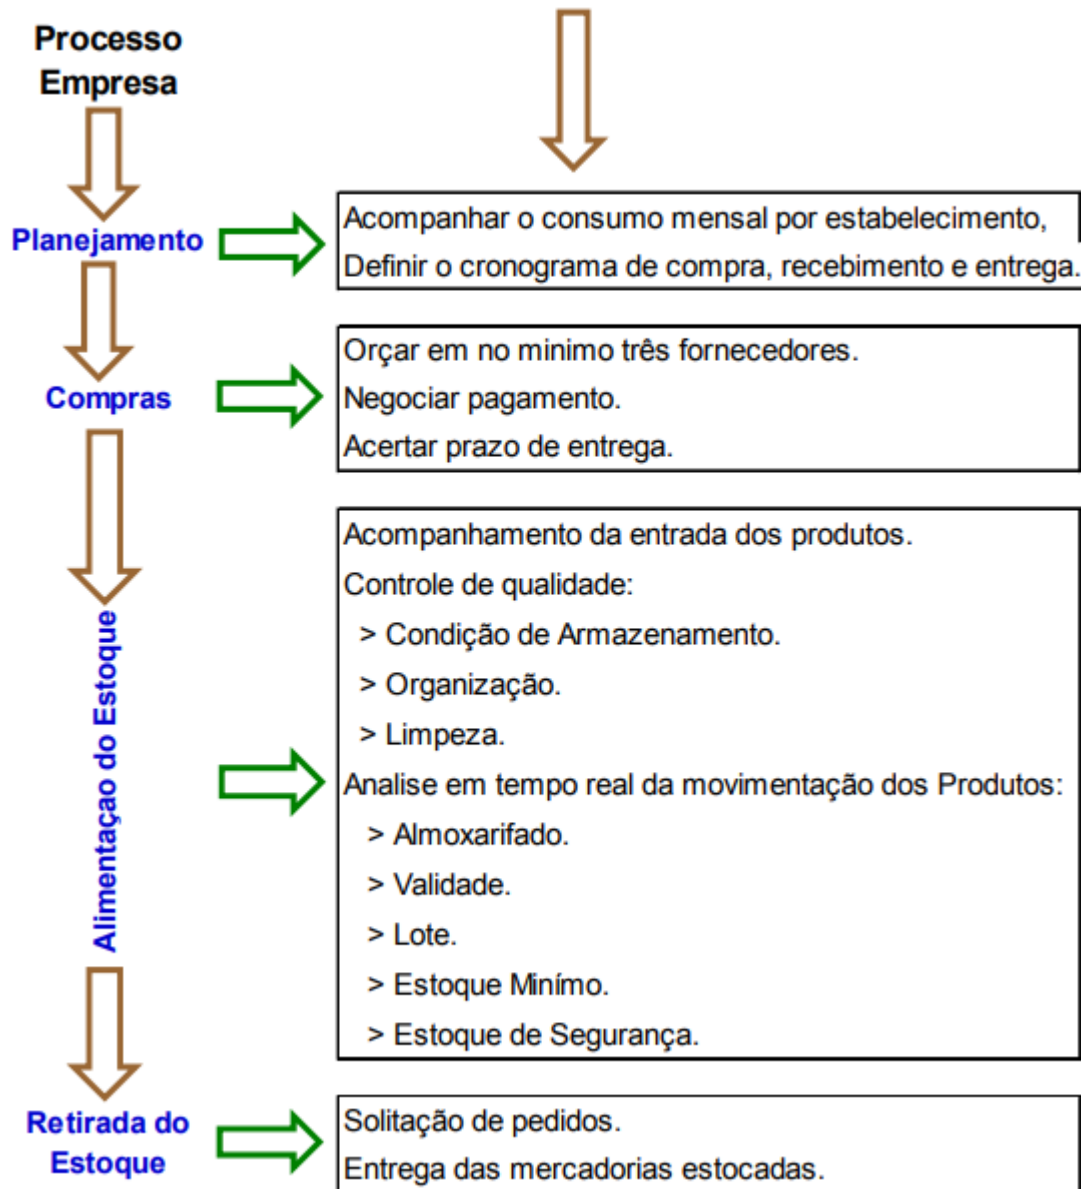 Processo
Empresa
Planejamento
Acompanhar o consumo mensal por estabelecimento,
Definir o cronograma de compra, recebimento e entrega.
Compras
Orçar em no minimo três fornecedores.
Negociar pagamento.
Acertar prazo de entrega.
Alimentaçao do Estoque
Acompanhamento da entrada dos produtos.
Controle de qualidade:
> Condição de Armazenamento.
> Organização.
> Limpeza.
Analise em tempo real da movimentação dos Produtos:
> Almoxarifado.
> Validade.
> Lote.
> Estoque Minímo.
> Estoque de Segurança.
Retirada do
Estoque
Solitação de pedidos.
Entrega das mercadorias estocadas.